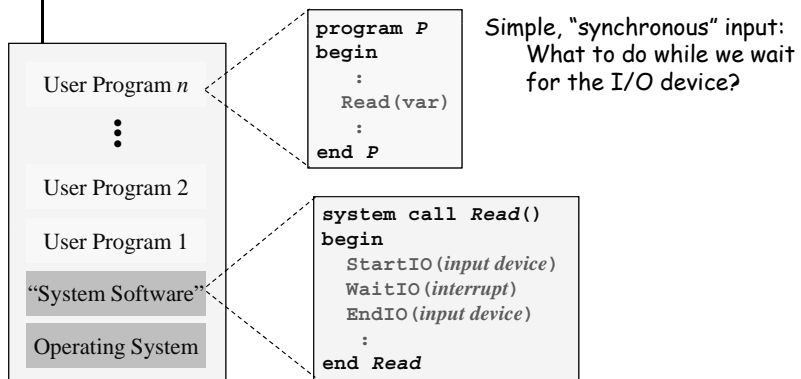 User Program n
⋮
User Program 2
User Program 1
“System Software”
Operating System
program P
begin
:
Read(var)
:
end P
Simple, “synchronous” input:
What to do while we wait
for the I/O device?
system call Read()
begin
StartIO(input device)
WaitIO(interrupt)
EndIO(input device)
:
end Read